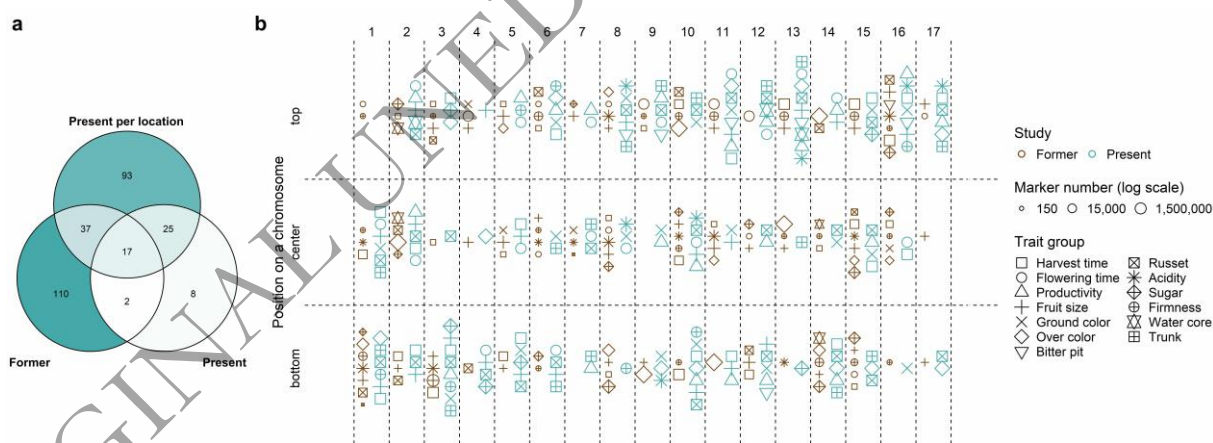 a
b
1 2 3 4 5 6 7 8 9 10 11 12 13 14 15 16 17
Present per location
93
37
25
17
110
2
8
Former
Present
Position on a chromosome
top
center
bottom
Study
Former Present
Marker number (log scale)
150 15,000 1,500,000
Trait group
Harvest time Russet
Flowering time Acidity
Productivity Sugar
Fruit size Firmness
Ground color Water core
Over color Trunk
Bitter pit
GINAL UNED